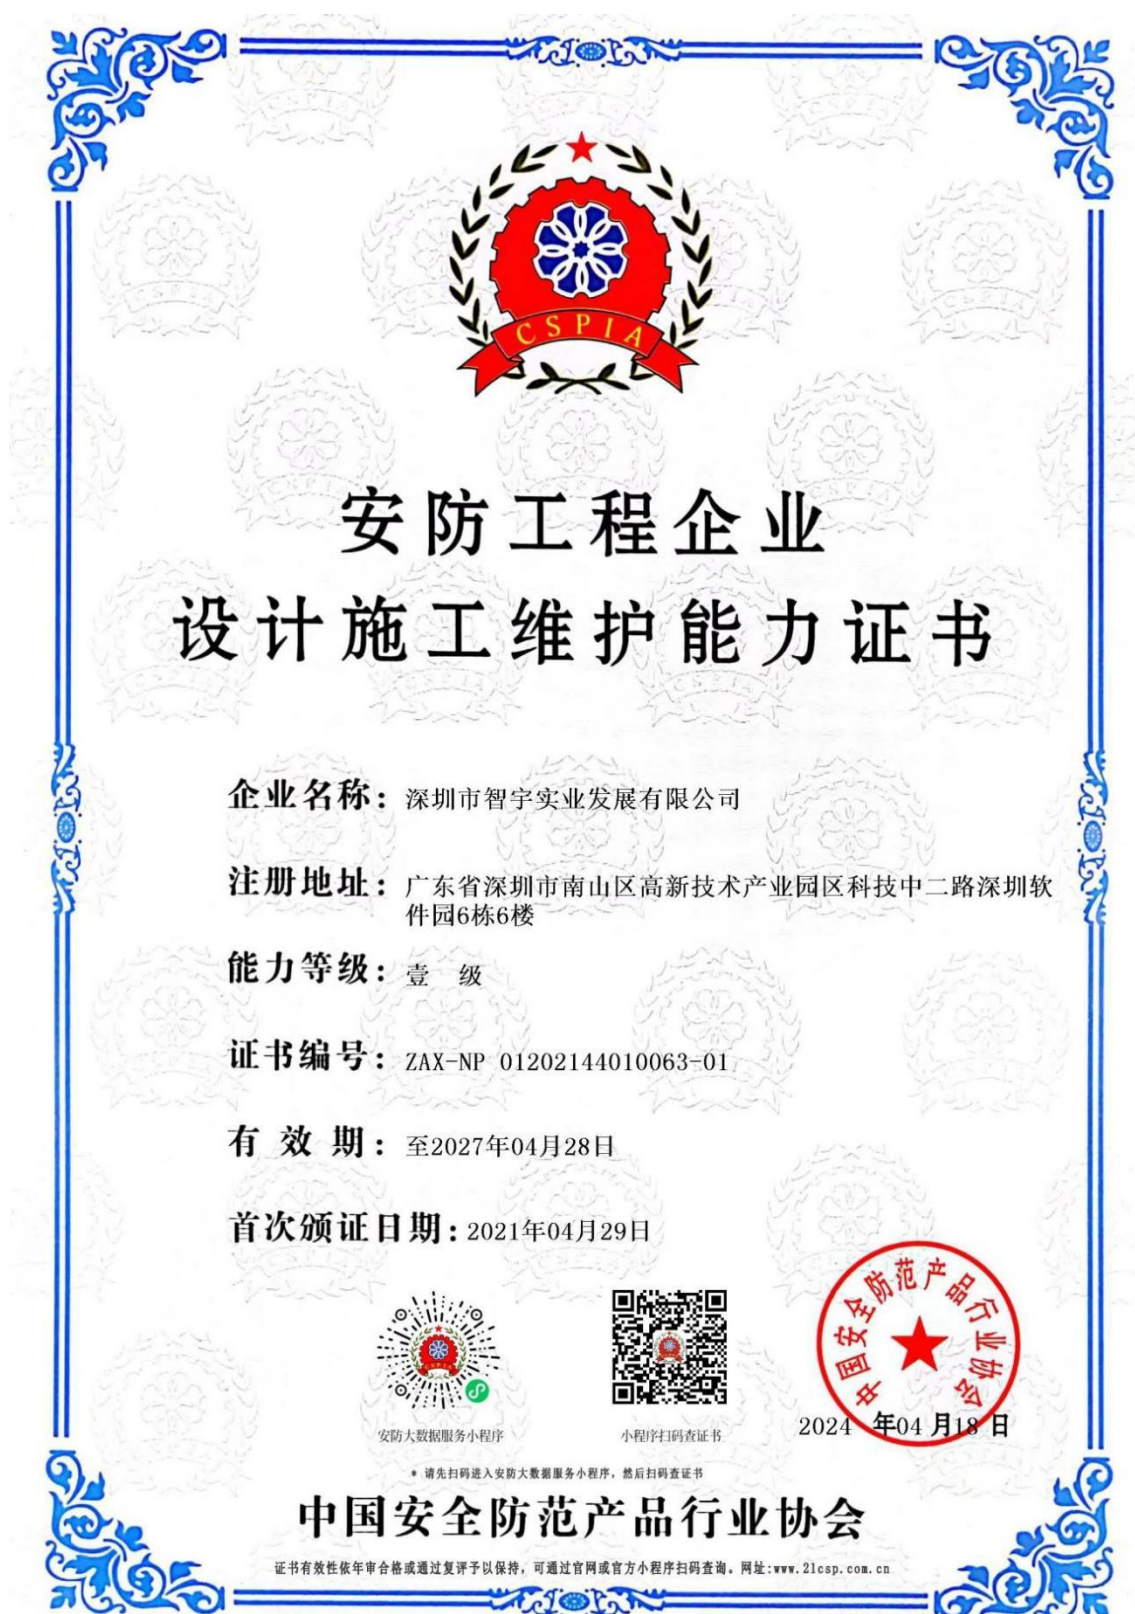 CSPIA
安防工程企业
设计施工维护能力证书
企业名称：深圳市智宇实业发展有限公司
注册地址：广东省深圳市南山区高新技术产业园区科技中二路深圳软
件园6栋6楼
能力等级：壹 级
证书编号：ZAX-NP 01202144010063-01
有 效 期：至2027年04月28日
首次颁证日期：2021年04月29日
中国安全防范产品行业协会
安防大数据服务小程序
小程序扫码查证书
2024 年04月18日
* 请先扫码进入安防大数据服务小程序，然后扫码查证书
中国安全防范产品行业协会
证书有效性依年审合格或通过复评予以保持，可通过官网或官方小程序扫码查询。网址:www.21csp.com.cn